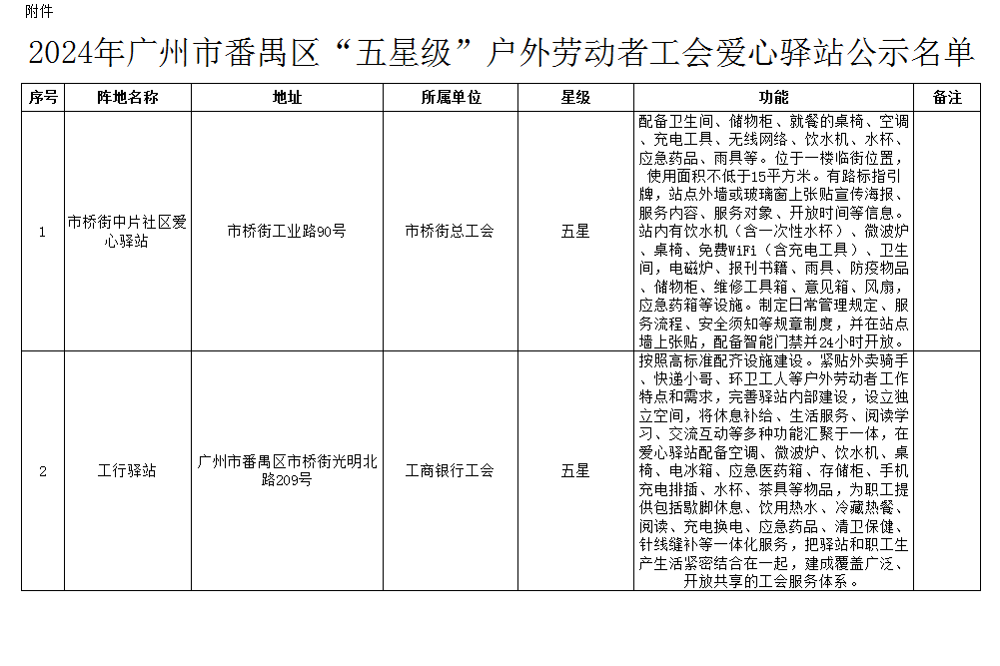 附件
2024年广州市番禺区“五星级”户外劳动者工会爱心驿站公示名单
序号 阵地名称 地址 所属单位 星级 功能 备注
1
市桥街中片社区爱
心驿站
市桥街工业路90号
市桥街总工会
五星
配备卫生间、储物柜、就餐的桌椅、空调
、充电工具、无线网络、饮水机、水杯、
应急药品、雨具等。位于一楼临街位置，
使用面积不低于15平方米。有路标指引
牌，站点外墙或玻璃窗上张贴宣传海报、
服务内容、服务对象、开放时间等信息。
站内有饮水机（含一次性水杯）、微波炉
、桌椅、免费WiFi（含充电工具）、卫生
间，电磁炉、报刊书籍、雨具、防疫物品
、储物柜、维修工具箱、意见箱、风扇，
应急药箱等设施。制定日常管理规定、服
务流程、安全须知等规章制度，并在站点
墙上张贴，配备智能门禁并24小时开放。
2
工行驿站
广州市番禺区市桥街光明北
路209号
工商银行工会
五星
按照高标准配齐设施建设。紧贴外卖骑手
、快递小哥、环卫工人等户外劳动者工作
特点和需求，完善驿站内部建设，设立独
立空间，将休息补给、生活服务、阅读学
习、交流互动等多种功能汇聚于一体，在
爱心驿站配备空调、微波炉、饮水机、桌
椅、电冰箱、应急医药箱、存储柜、手机
充电排插、水杯、茶具等物品，为职工提
供包括歇脚休息、饮用热水、冷藏热餐、
阅读、充电换电、应急药品、清卫保健、
针线缝补等一体化服务，把驿站和职工生
产生活紧密结合在一起，建成覆盖广泛、
开放共享的工会服务体系。